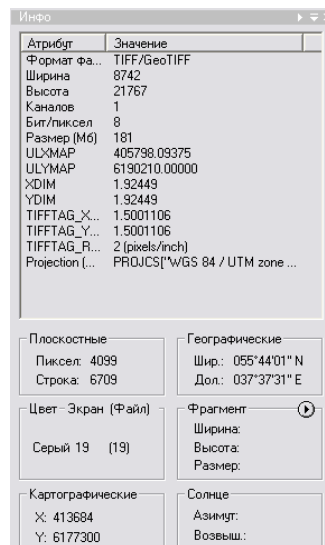 Инфо
Атрибут Значение
Формат фа... TIFF/GeoTIFF
Ширина 8742
Высота 21767
Каналов 1
Бит/пиксел 8
Размер (Мб) 181
ULXMAP 405798.09375
ULYMAP 6190210.00000
XDIM 1.92449
YDIM 1.92449
TIFFTAG_X... 1.5001106
TIFFTAG_Y... 1.5001106
TIFFTAG_R... 2 (pixels/inch)
Projection (... PROJCS["WGS 84 / UTM zone ...
Плоскостные
Пиксел: 4099
Строка: 6709
Географические
Шир.: 055°44'01" N
Дол.: 037°37'31" E
Цвет - Экран (Файл)
Серый 19 (19)
Фрагмент
Ширина:
Высота:
Размер:
Картографические
X: 413684
Y: 6177300
Солнце
Азимут:
Возвыш.: